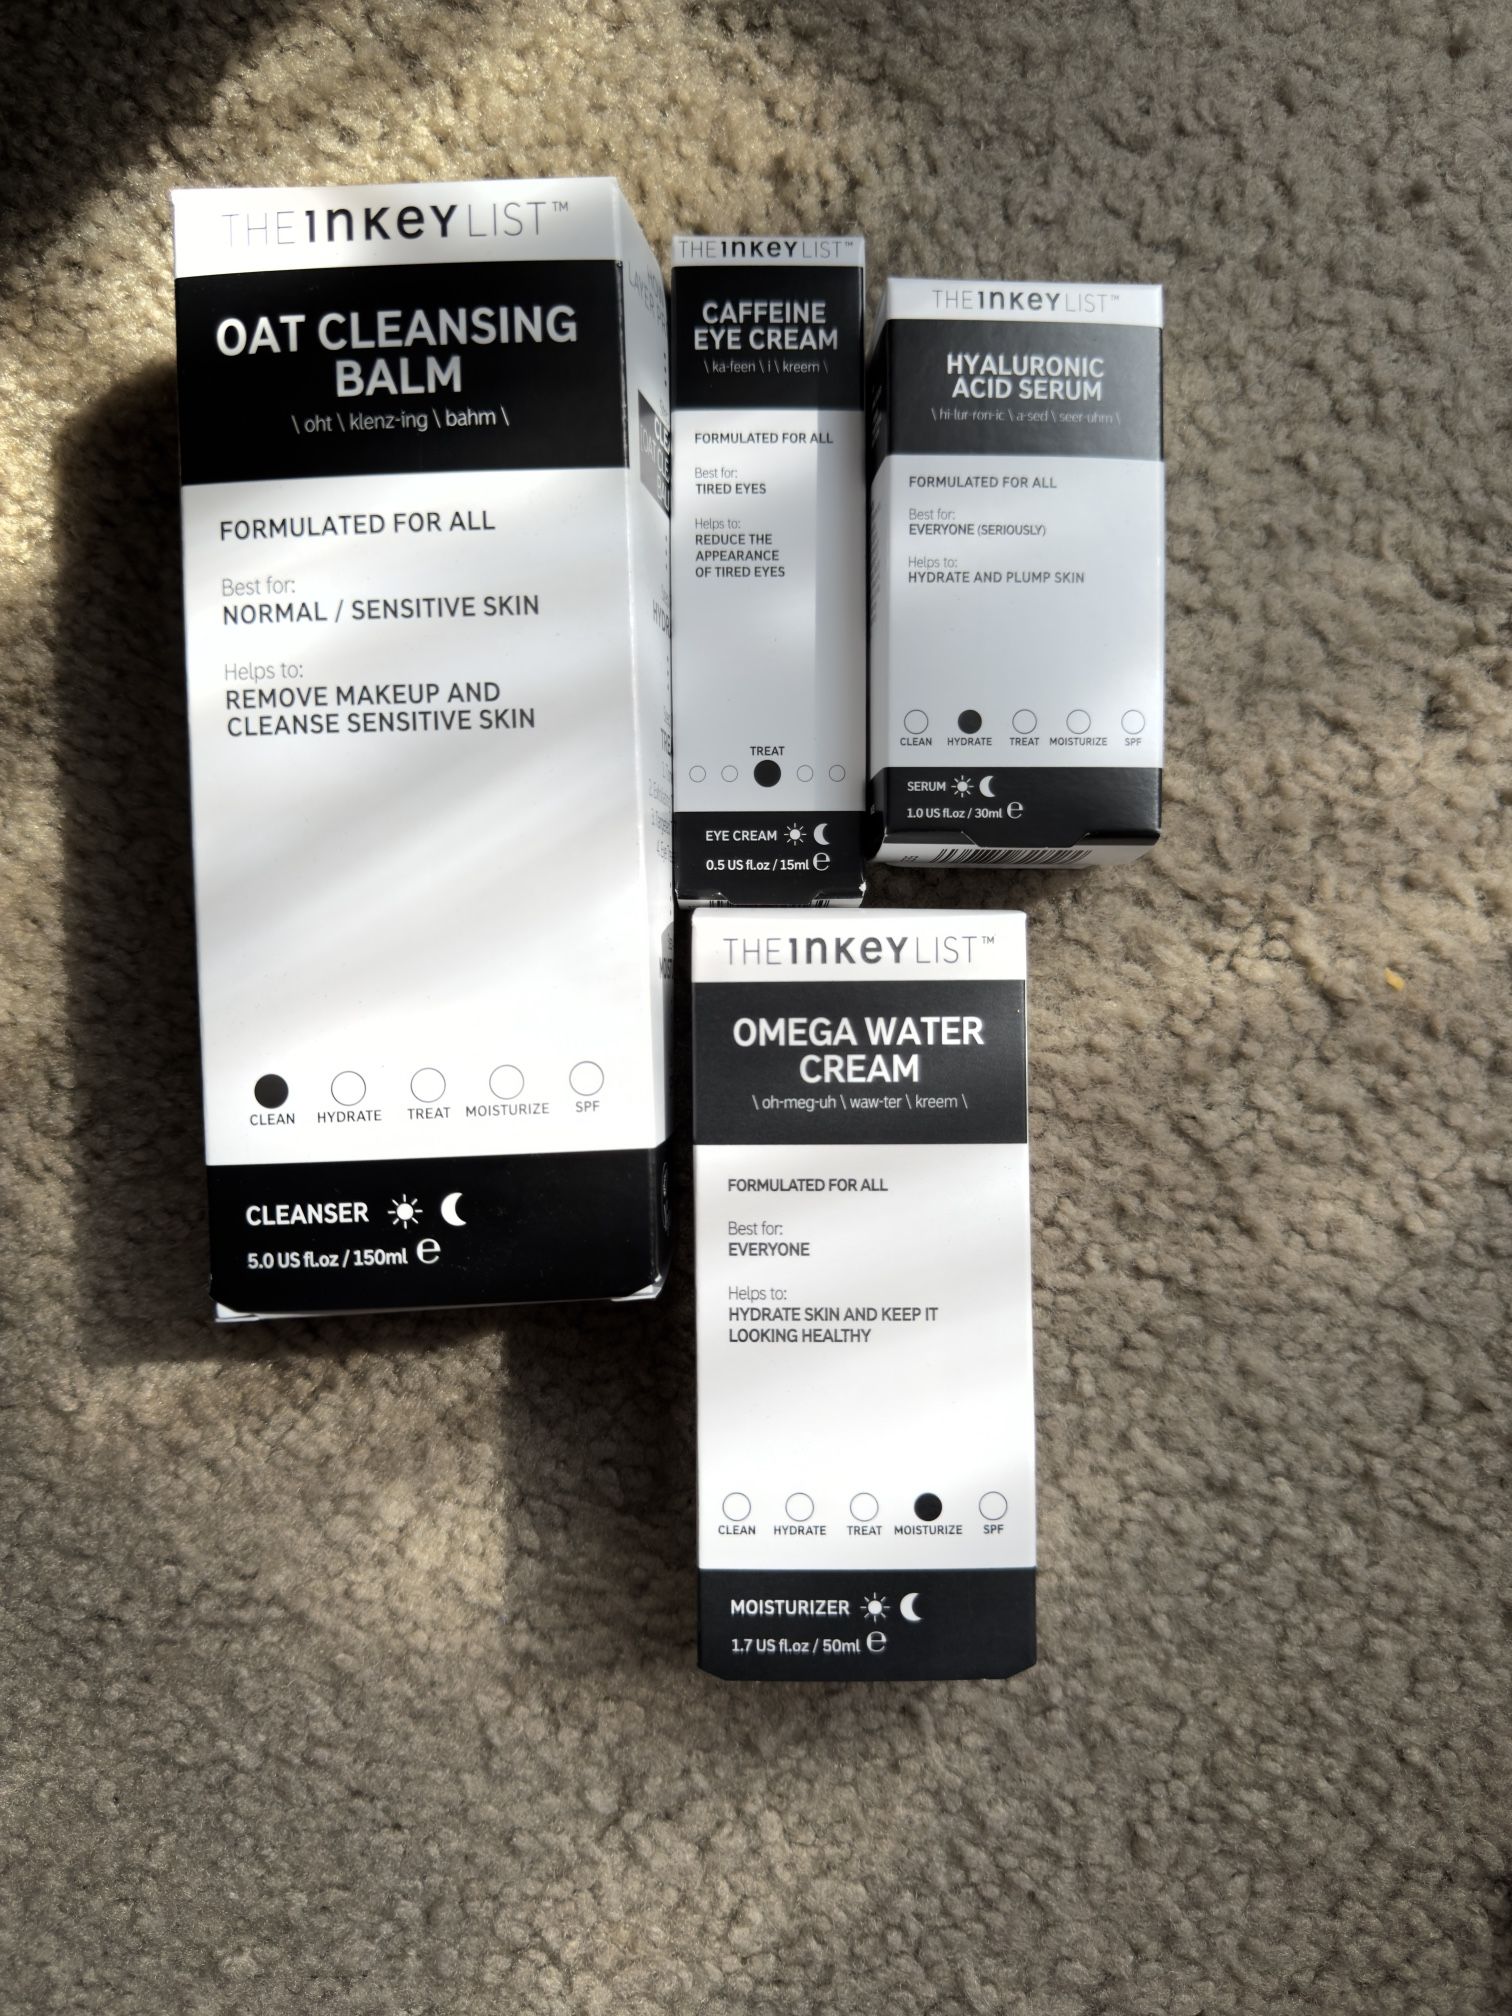 THE INKEY LIST™
OAT CLEANSING
BALM
\ oht \ klenz-ing \ bahm \
FORMULATED FOR ALL
Best for:
NORMAL / SENSITIVE SKIN
Helps to:
REMOVE MAKEUP AND
CLEANSE SENSITIVE SKIN
CLEAN HYDRATE TREAT MOISTURIZE SPF
CLEANSER
5.0 US fl.oz / 150ml ℮
THE INKEY LIST™
CAFFEINE
EYE CREAM
\ ka-feen \ i \ kreem \
FORMULATED FOR ALL
Best for:
TIRED EYES
Helps to:
REDUCE THE
APPEARANCE
OF TIRED EYES
TREAT
EYE CREAM
0.5 US fl.oz / 15ml ℮
THE INKEY LIST™
HYALURONIC
ACID SERUM
\ hi-lur-ron-ic \ a-sed \ seer-uhm \
FORMULATED FOR ALL
Best for:
EVERYONE (SERIOUSLY)
Helps to:
HYDRATE AND PLUMP SKIN
CLEAN HYDRATE TREAT MOISTURIZE SPF
SERUM
1.0 US fl.oz / 30ml ℮
THE INKEY LIST™
OMEGA WATER
CREAM
\ oh-meg-uh \ waw-ter \ kreem \
FORMULATED FOR ALL
Best for:
EVERYONE
Helps to:
HYDRATE SKIN AND KEEP IT
LOOKING HEALTHY
CLEAN HYDRATE TREAT MOISTURIZE SPF
MOISTURIZER
1.7 US fl.oz / 50ml ℮